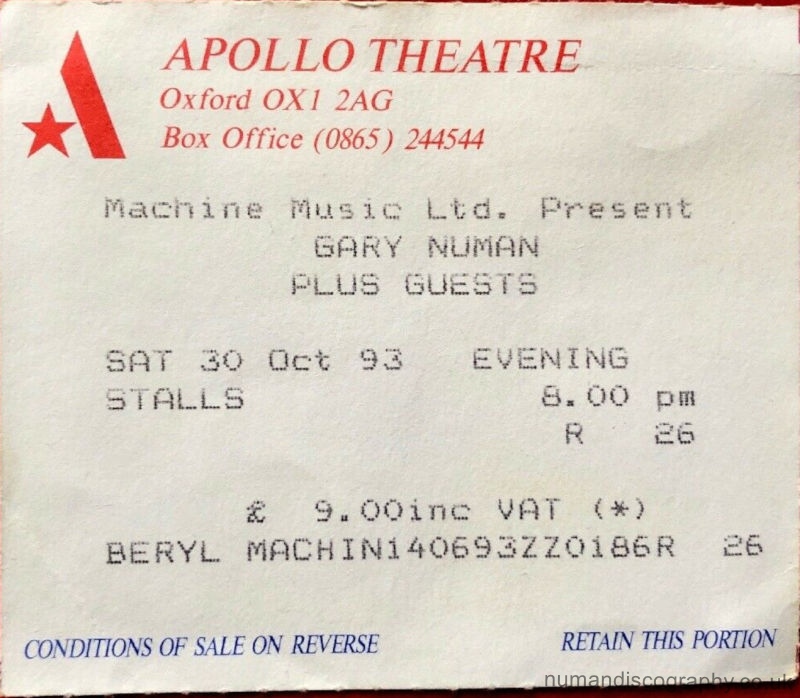 APOLLO THEATRE
Oxford OX1 2AG
Box Office (0865) 244544
Machine Music Ltd. Present
GARY NUMAN
PLUS GUESTS
SAT 30 Oct 93 EVENING
STALLS 8.00 pm
R 26
£ 9.00inc VAT (*)
BERYL MACHIN140693ZZ0186R 26
CONDITIONS OF SALE ON REVERSE RETAIN THIS PORTION
numandiscography.co.uk